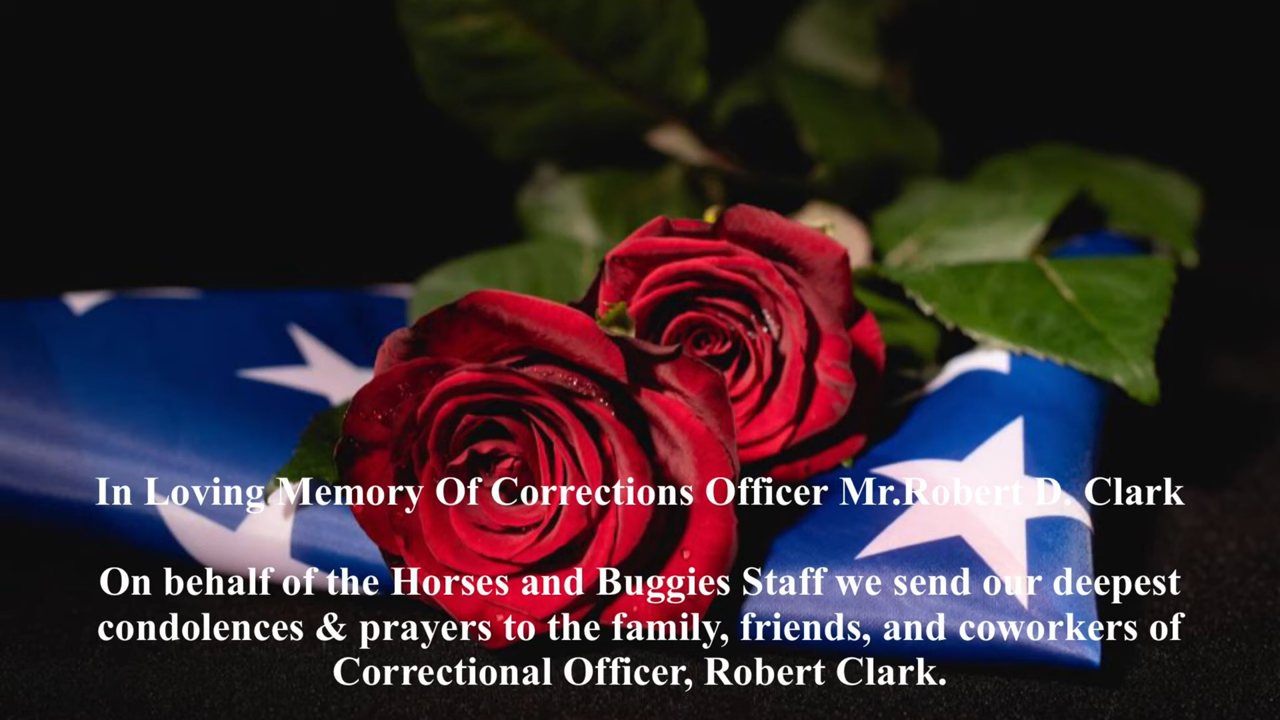 In Loving Memory Of Corrections Officer Mr.Robert D. Clark
On behalf of the Horses and Buggies Staff we send our deepest
condolences & prayers to the family, friends, and coworkers of
Correctional Officer, Robert Clark.